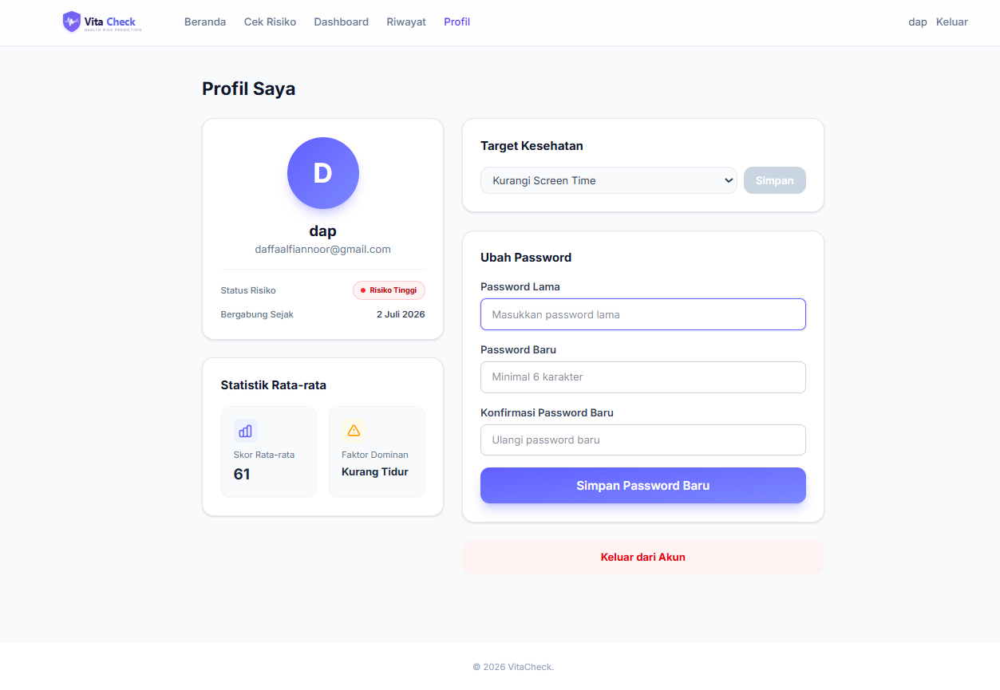 Vita Check
HEALTH RISK PREDICTION
Beranda
Cek Risiko
Dashboard
Riwayat
Profil
dap
Keluar
Profil Saya
D
dap
daffaalfiannoor@gmail.com
Status Risiko
Risiko Tinggi
Bergabung Sejak
2 Juli 2026
Statistik Rata-rata
Skor Rata-rata
61
Faktor Dominan
Kurang Tidur
Target Kesehatan
Kurangi Screen Time
Simpan
Ubah Password
Password Lama
Masukkan password lama
Password Baru
Minimal 6 karakter
Konfirmasi Password Baru
Ulangi password baru
Simpan Password Baru
Keluar dari Akun
© 2026 VitaCheck.